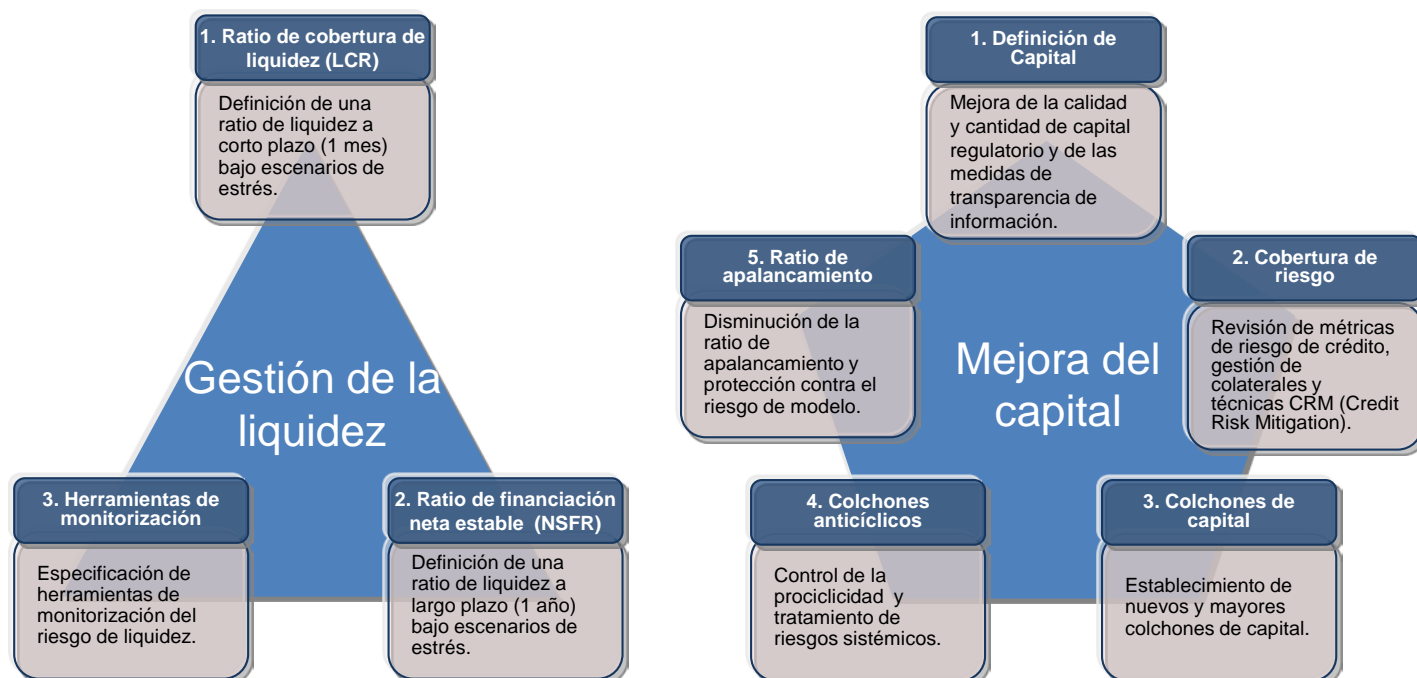 1. Ratio de cobertura de
liquidez (LCR)
Definición de una
ratio de liquidez a
corto plazo (1 mes)
bajo escenarios de
estrés.
Gestión de la
liquidez
3. Herramientas de
monitorización
Especificación de
herramientas de
monitorización del
riesgo de liquidez.
2. Ratio de financiación
neta estable (NSFR)
Definición de una
ratio de liquidez a
largo plazo (1 año)
bajo escenarios de
estrés.
1. Definición de
Capital
Mejora de la calidad
y cantidad de capital
regulatorio y de las
medidas de
transparencia de
información.
5. Ratio de
apalancamiento
Disminución de la
ratio de
apalancamiento y
protección contra el
riesgo de modelo.
Mejora del
capital
2. Cobertura de
riesgo
Revisión de métricas
de riesgo de crédito,
gestión de
colaterales y
técnicas CRM (Credit
Risk Mitigation).
4. Colchones
anticíclicos
Control de la
prociclicidad y
tratamiento de
riesgos sistémicos.
3. Colchones de
capital
Establecimiento de
nuevos y mayores
colchones de capital.